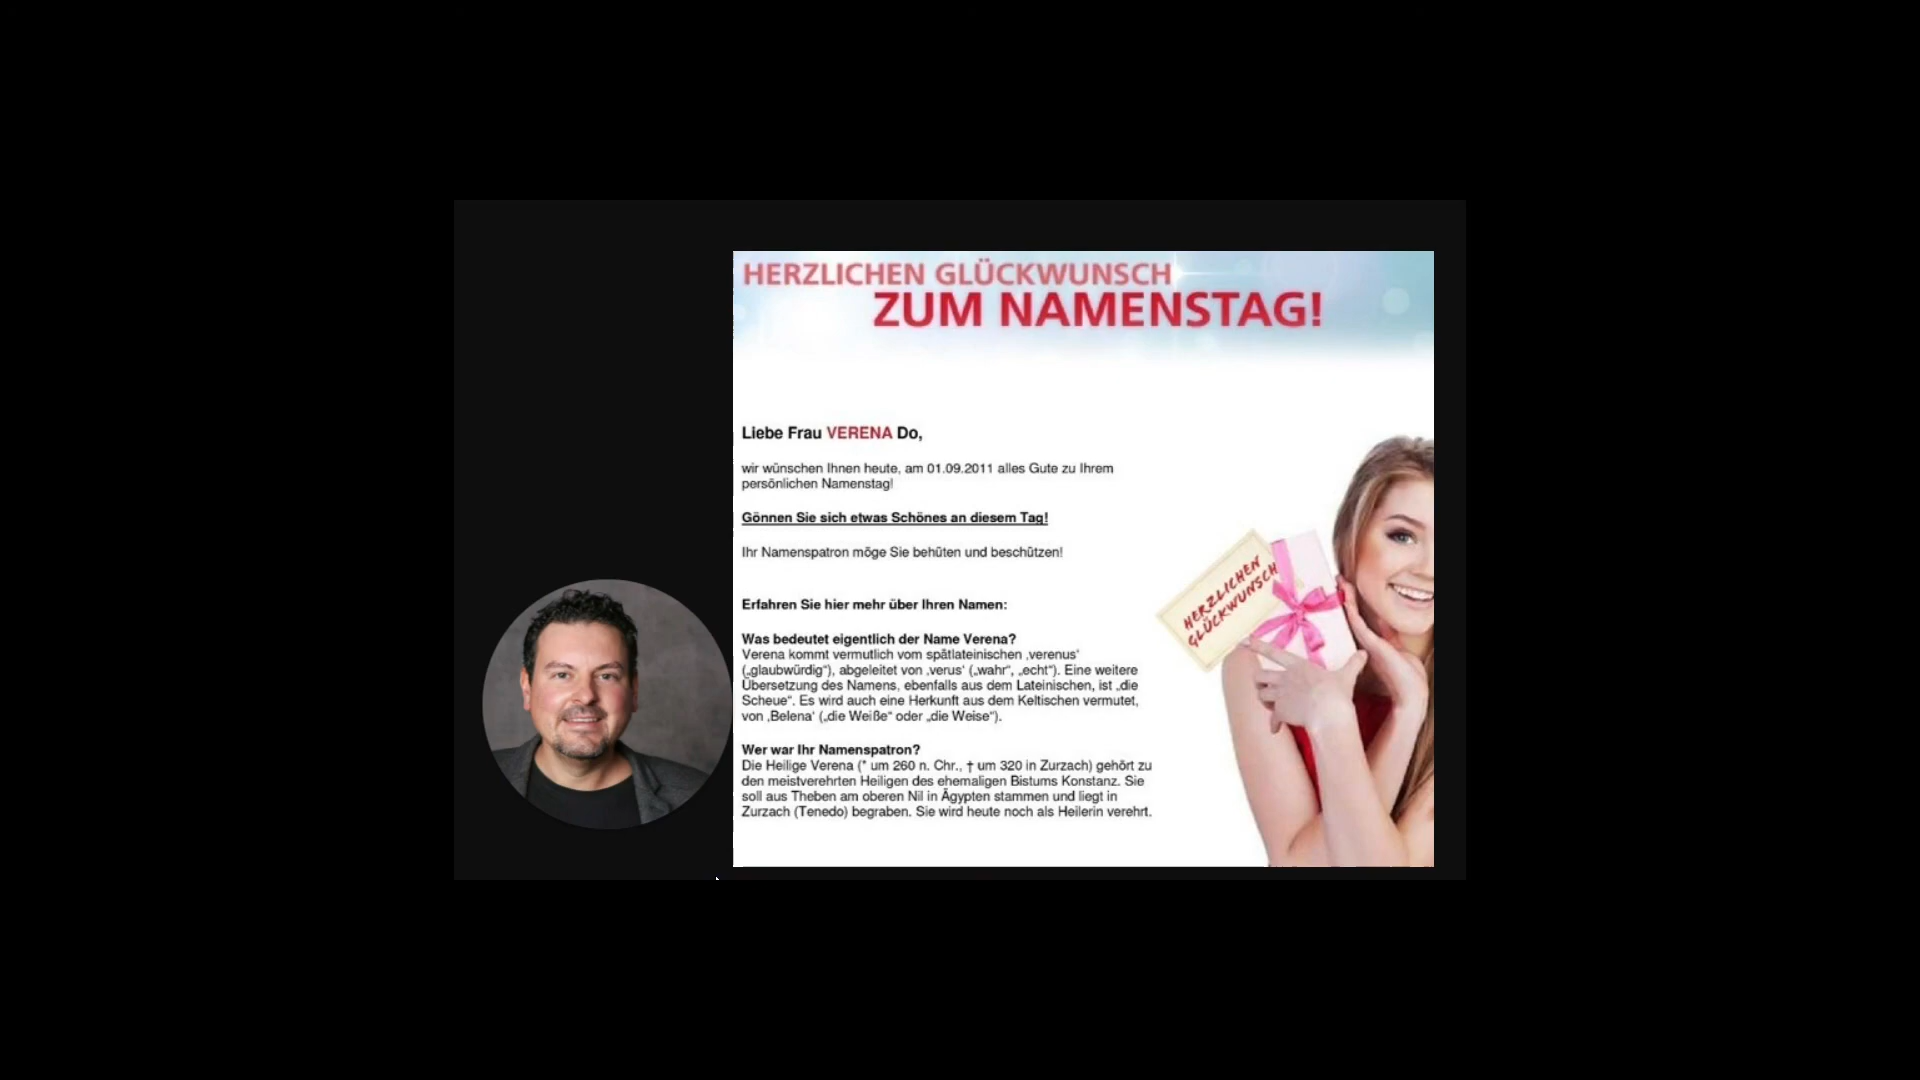 HERZLICHEN GLÜCKWUNSCH
ZUM NAMENSTAG!
Liebe Frau VERENA Do,
wir wünschen Ihnen heute, am 01.09.2011 alles Gute zu Ihrem
persönlichen Namenstag!
Gönnen Sie sich etwas Schönes an diesem Tag!
Ihr Namenspatron möge Sie behüten und beschützen!
HERZLICHEN
GLÜCKWUNSCH
Erfahren Sie hier mehr über Ihren Namen:
Was bedeutet eigentlich der Name Verena?
Verena kommt vermutlich vom spätlateinischen ‚verenus‘
(„glaubwürdig“), abgeleitet von ‚verus‘ („wahr“, „echt“). Eine weitere
Übersetzung des Namens, ebenfalls aus dem Lateinischen, ist „die
Scheue“. Es wird auch eine Herkunft aus dem Keltischen vermutet,
von ‚Belena‘ („die Weiße“ oder „die Weise“).
Wer war Ihr Namenspatron?
Die Heilige Verena (* um 260 n. Chr., † um 320 in Zurzach) gehört zu
den meistverehrten Heiligen des ehemaligen Bistums Konstanz. Sie
soll aus Theben am oberen Nil in Ägypten stammen und liegt in
Zurzach (Tenedo) begraben. Sie wird heute noch als Heilerin verehrt.